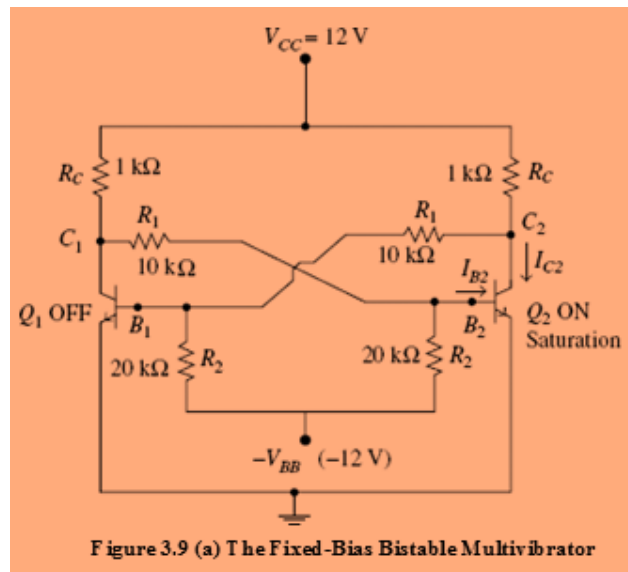 V_CC = 12 V
R_C 1 kΩ
1 kΩ R_C
R_1
R_1
C_1
C_2
10 kΩ
10 kΩ
I_C2
I_B2
Q_1 OFF
B_1
B_2
Q_2 ON
Saturation
20 kΩ R_2
20 kΩ R_2
-V_BB (-12 V)
Figure 3.9 (a) The Fixed-Bias Bistable Multivibrator